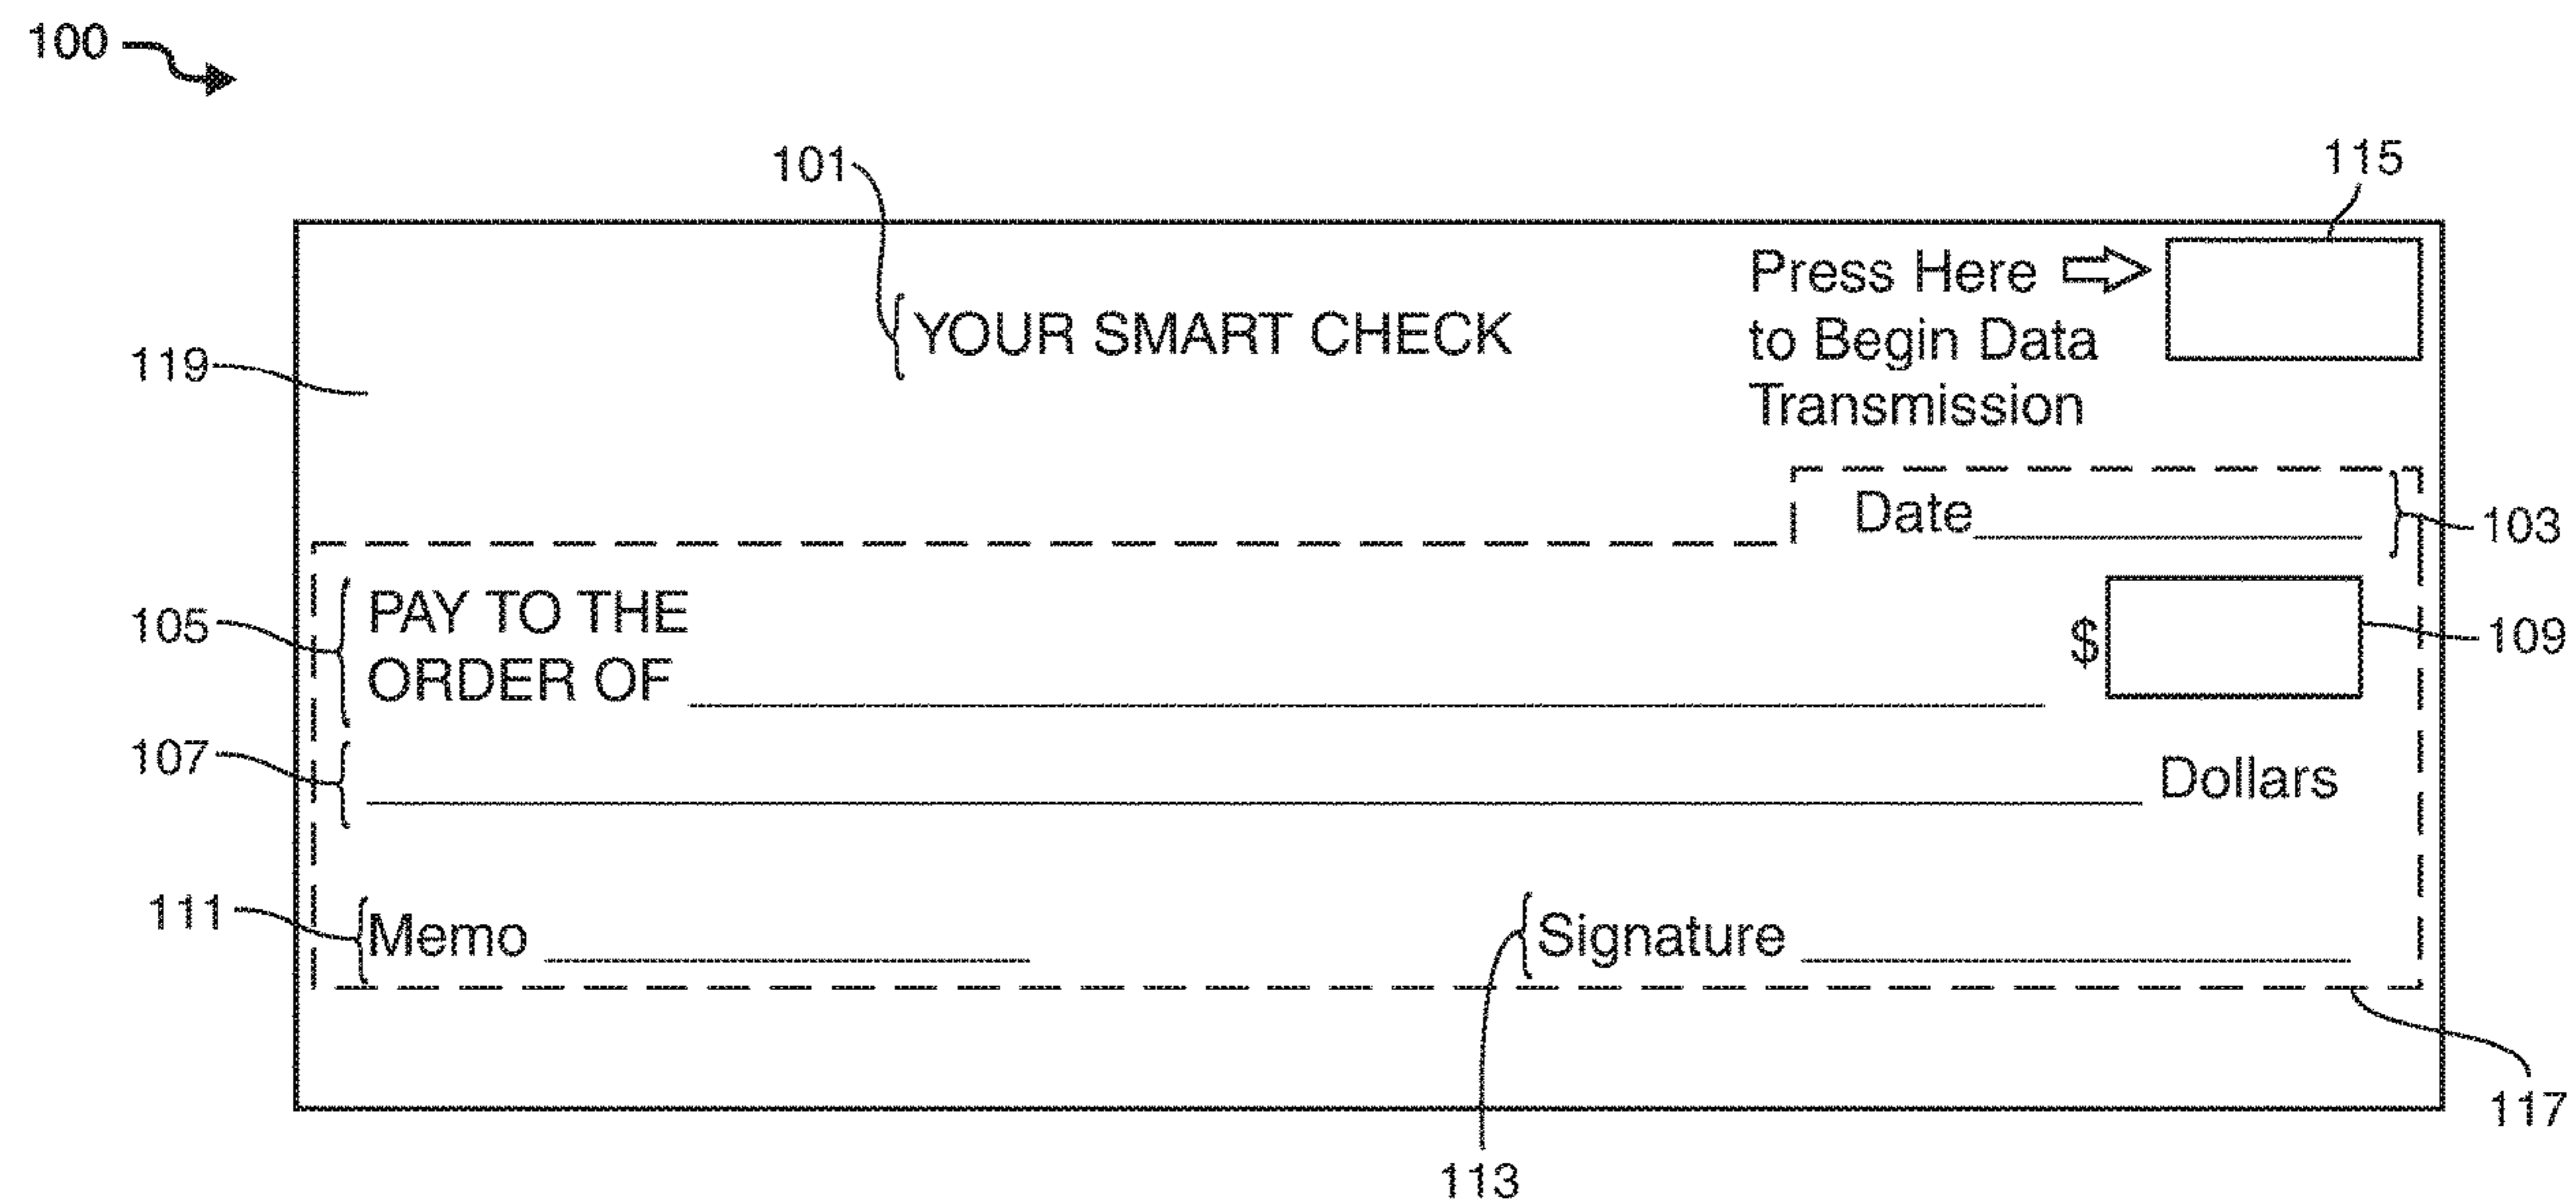 100
101
115
Press Here
YOUR SMART CHECK
to Begin Data
119
Transmission
Date
103
PAY TO THE
105
$
109
ORDER OF
107
Dollars
111
Memo
Signature
117
113